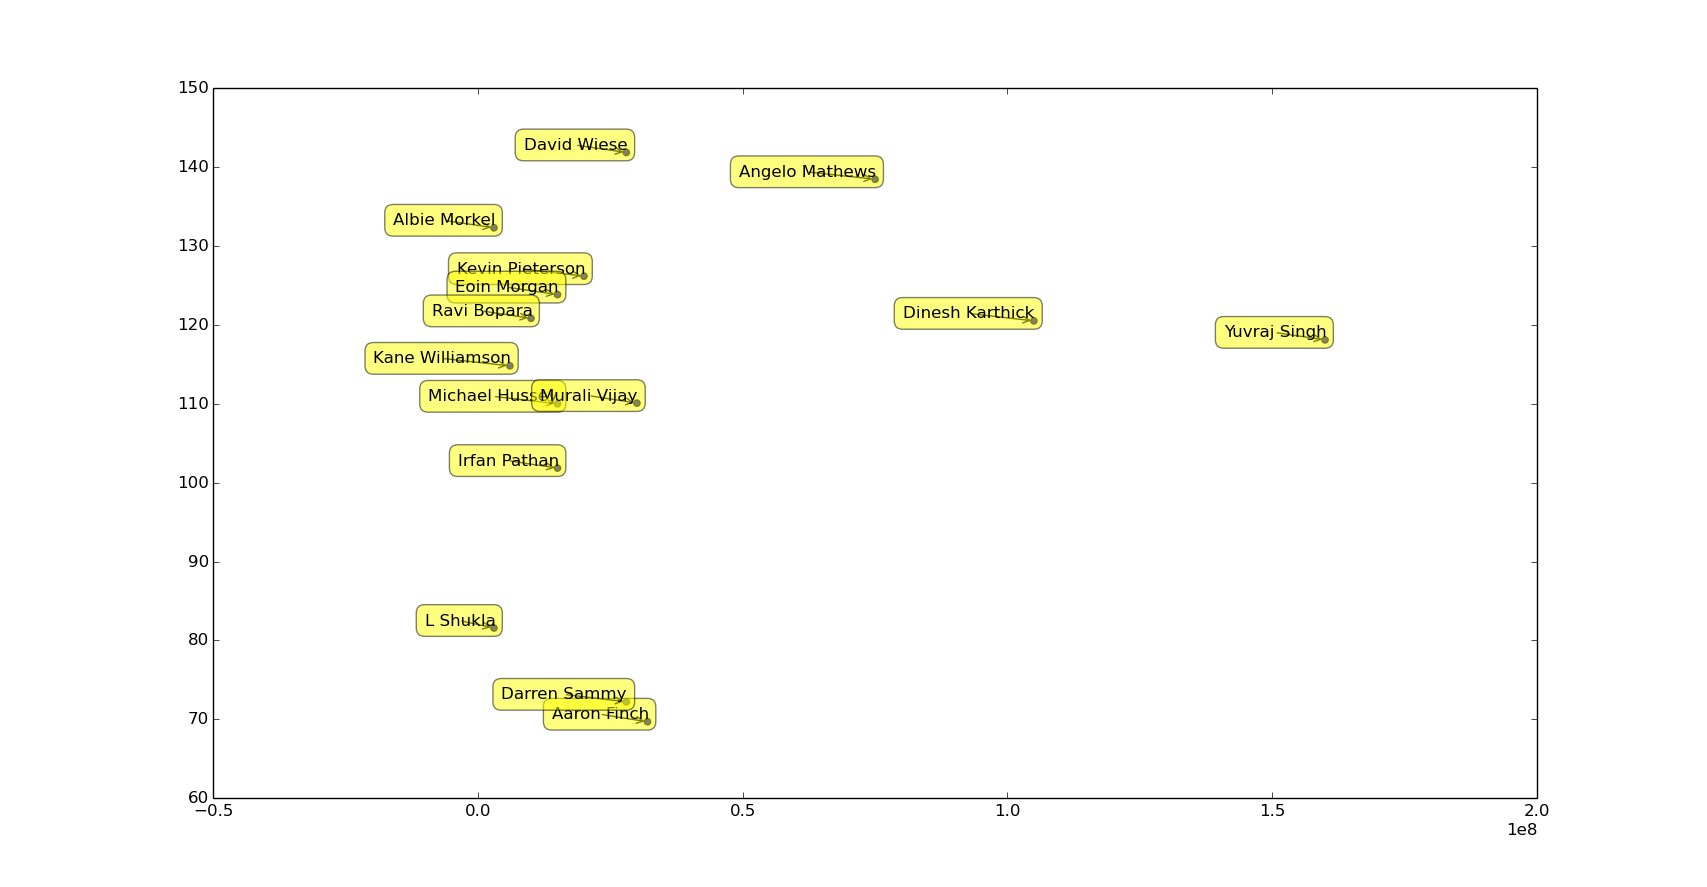 150
David Wiese
Angelo Mathews
140
Albie Morkel
130
Kevin Pieterson
Eoin Morgan
Ravi Bopara
Dinesh Karthick
120
Yuvraj Singh
Kane Williamson
110
Michael Hussey
Murali Vijay
Irfan Pathan
100
90
L Shukla
80
Darren Sammy
Aaron Finch
70
60
−0.5 0.0 0.5 1.0 1.5 2.0
1e8